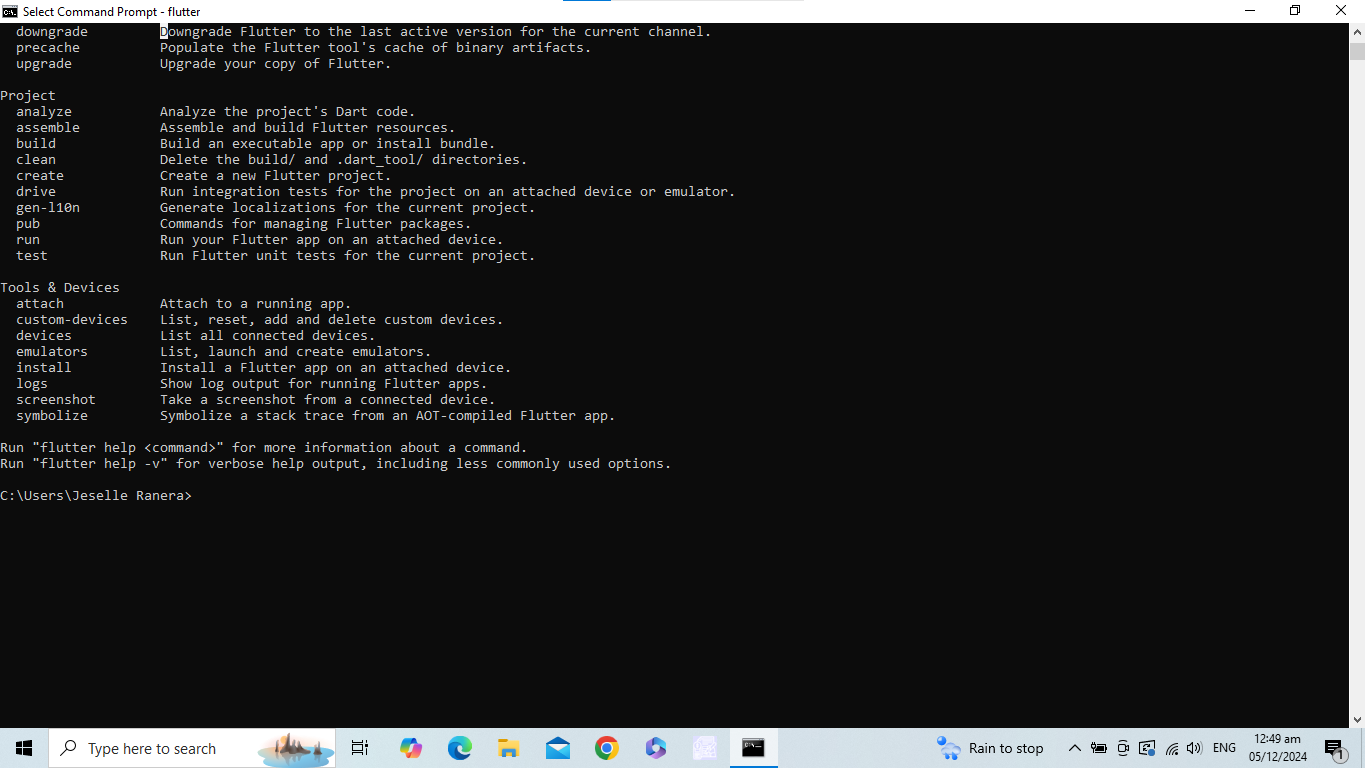 Select Command Prompt - flutter
downgrade Downgrade Flutter to the last active version for the current channel.
precache Populate the Flutter tool's cache of binary artifacts.
upgrade Upgrade your copy of Flutter.
Project
analyze Analyze the project's Dart code.
assemble Assemble and build Flutter resources.
build Build an executable app or install bundle.
clean Delete the build/ and .dart_tool/ directories.
create Create a new Flutter project.
drive Run integration tests for the project on an attached device or emulator.
gen-l10n Generate localizations for the current project.
pub Commands for managing Flutter packages.
run Run your Flutter app on an attached device.
test Run Flutter unit tests for the current project.
Tools & Devices
attach Attach to a running app.
custom-devices List, reset, add and delete custom devices.
devices List all connected devices.
emulators List, launch and create emulators.
install Install a Flutter app on an attached device.
logs Show log output for running Flutter apps.
screenshot Take a screenshot from a connected device.
symbolize Symbolize a stack trace from an AOT-compiled Flutter app.
Run "flutter help <command>" for more information about a command.
Run "flutter help -v" for verbose help output, including less commonly used options.
C:\Users\Jeselle Ranera>
Type here to search
Rain to stop
ENG
12:49 am
05/12/2024
1